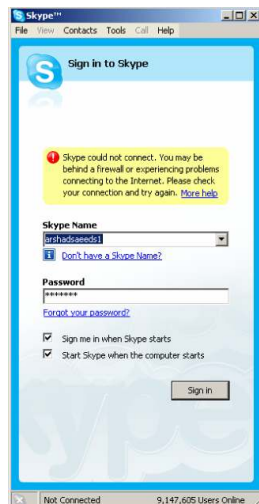 Skype™
File View Contacts Tools Call Help
Sign in to Skype
Skype could not connect. You may be
behind a firewall or experiencing problems
connecting to the Internet. Please check
your connection and try again. More help
Skype Name
arshadsaeeds1
Don't have a Skype Name?
Password
*******
Forgot your password?
Sign me in when Skype starts
Start Skype when the computer starts
Sign in
Not Connected 9,147,605 Users Online